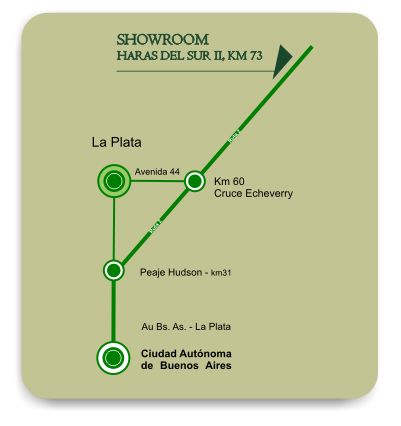 SHOWROOM
HARAS DEL SUR II, KM 73
La Plata
Avenida 44
Ruta 2
Km 60
Cruce Echeverry
Ruta 2
Peaje Hudson - km31
Au Bs. As. - La Plata
Ciudad Autónoma
de Buenos Aires